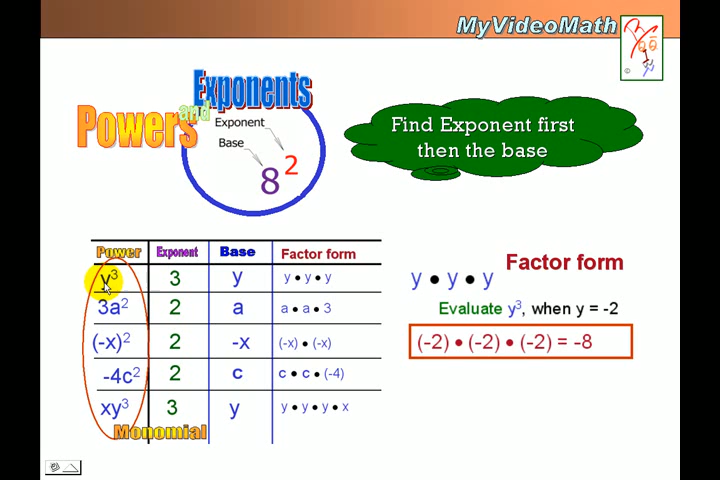 MyVideoMath
Powers and Exponents
Exponent
Base
8²
Find Exponent first
then the base
Power Exponent Base Factor form
y³ 3 y y • y • y
3a² 2 a a • a • 3
(-x)² 2 -x (-x) • (-x)
-4c² 2 c c • c • (-4)
xy³ 3 y y • y • y • x
Monomial
Factor form
y • y • y
Evaluate y³, when y = -2
(-2) • (-2) • (-2) = -8